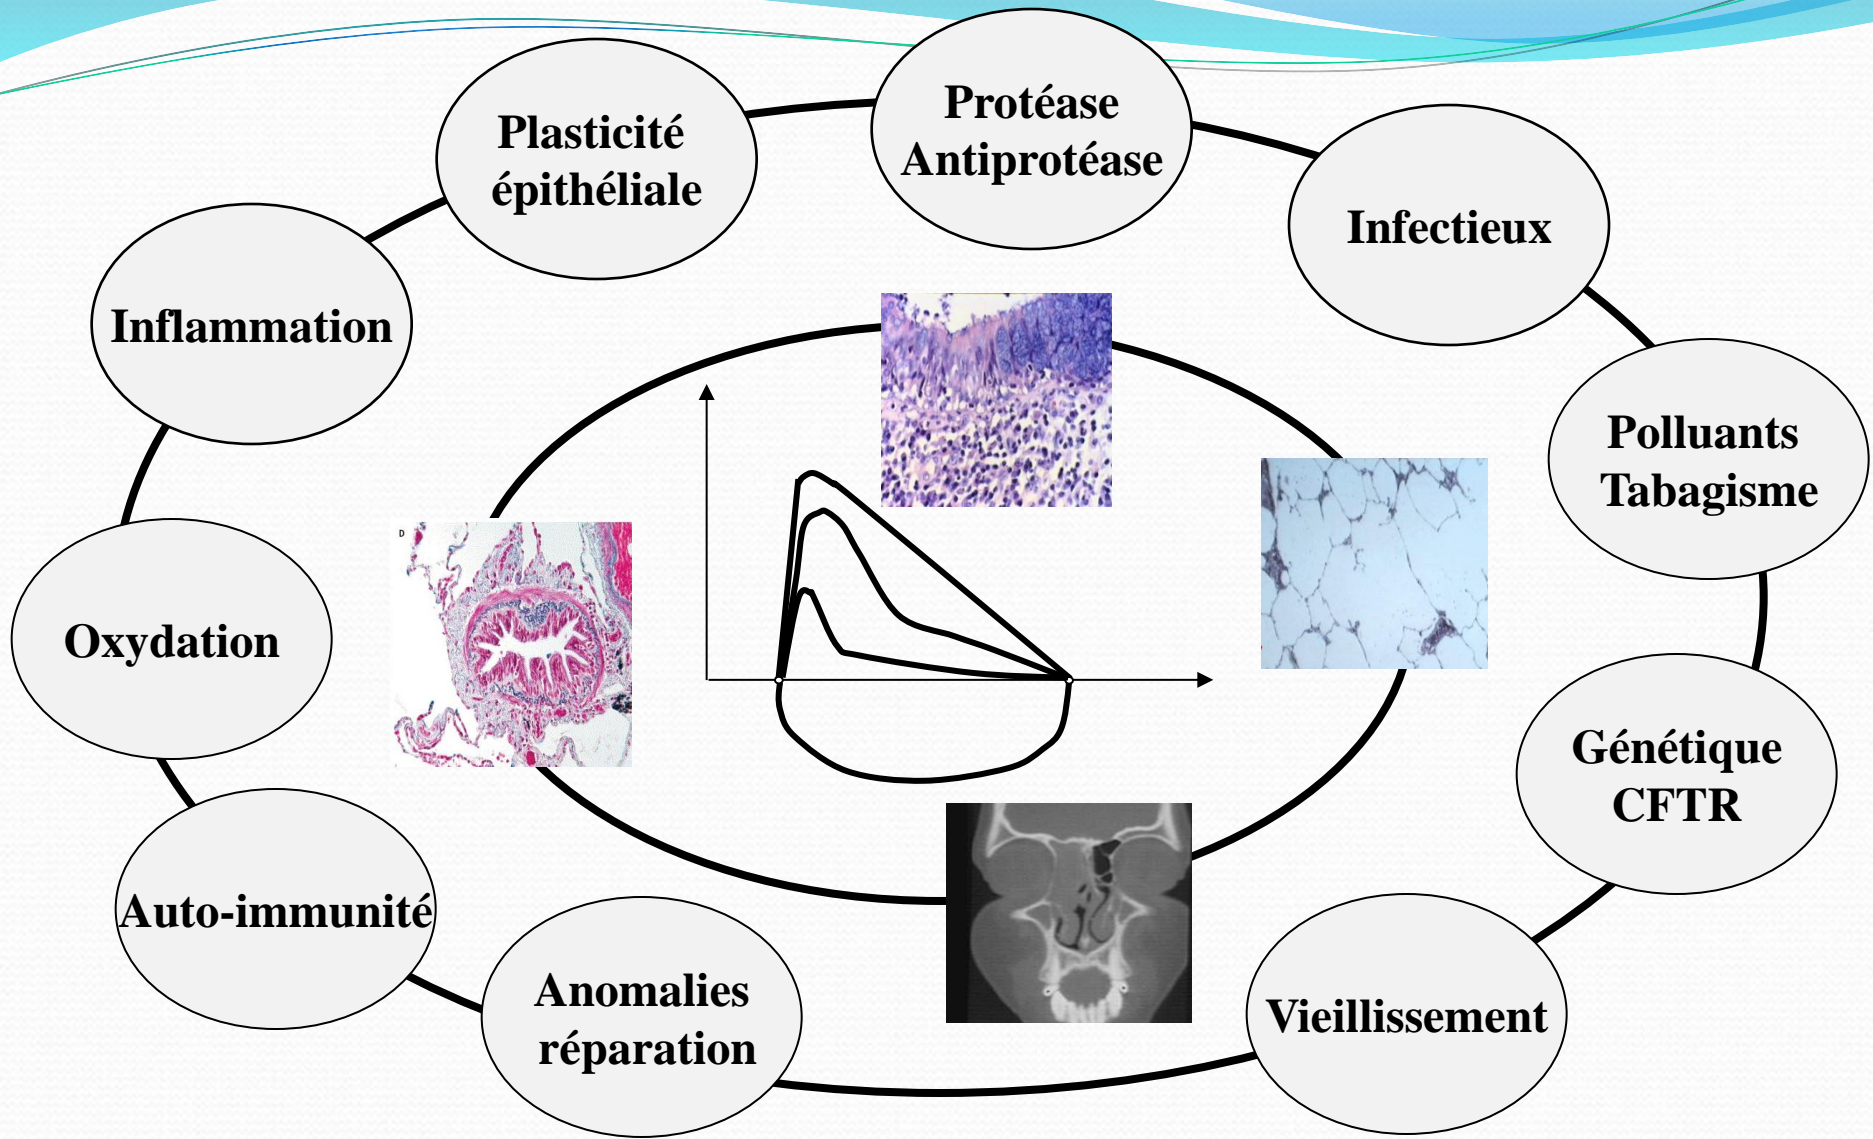 Protéase
Antiprotéase
Plasticité
épithéliale
Infectieux
Inflammation
Polluants
Tabagisme
D
Oxydation
Génétique
CFTR
Auto-immunité
Anomalies
réparation
Vieillissement